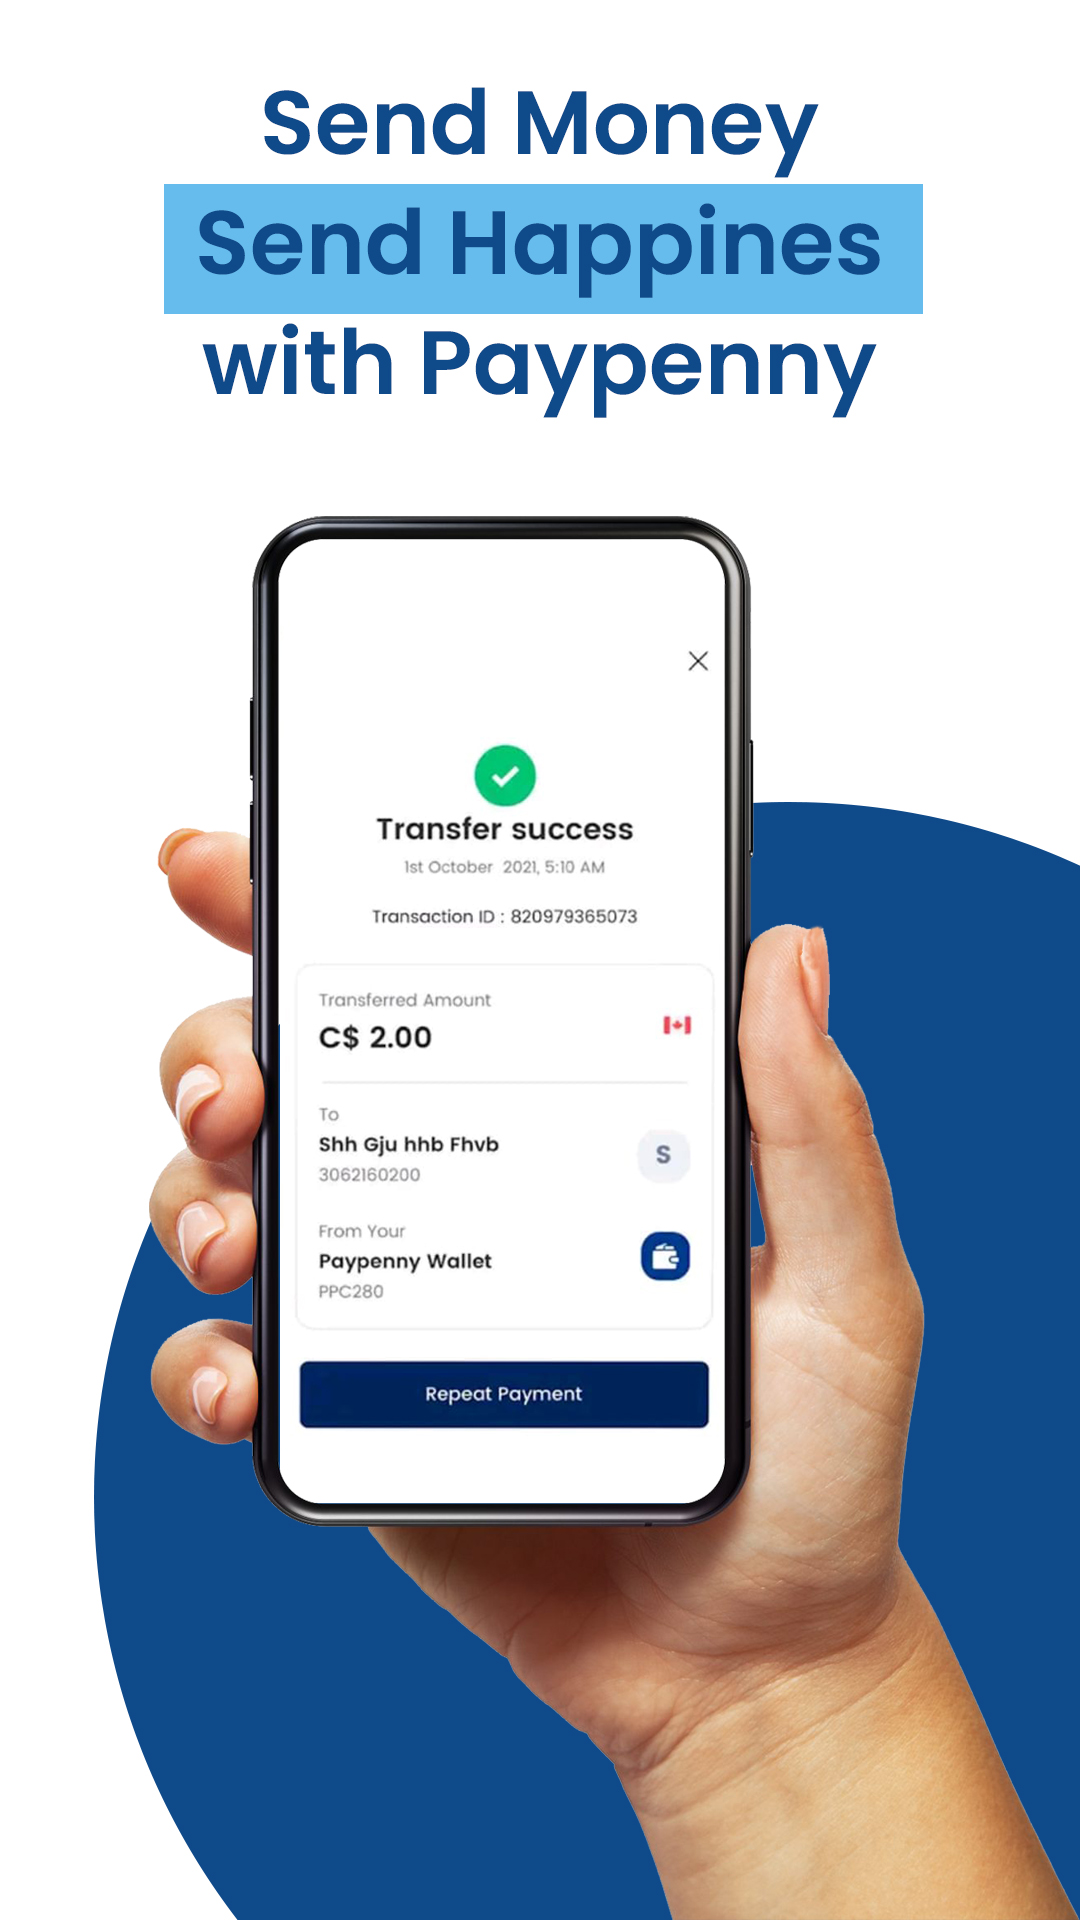 Send Money
Send Happines
with Paypenny
Transfer success
1st October 2021, 5:10 AM
Transaction ID : 820979365073
Transferred Amount
C$ 2.00
To
Shh Gju hhb Fhvb
3062160200
S
From Your
Paypenny Wallet
PPC280
Repeat Payment